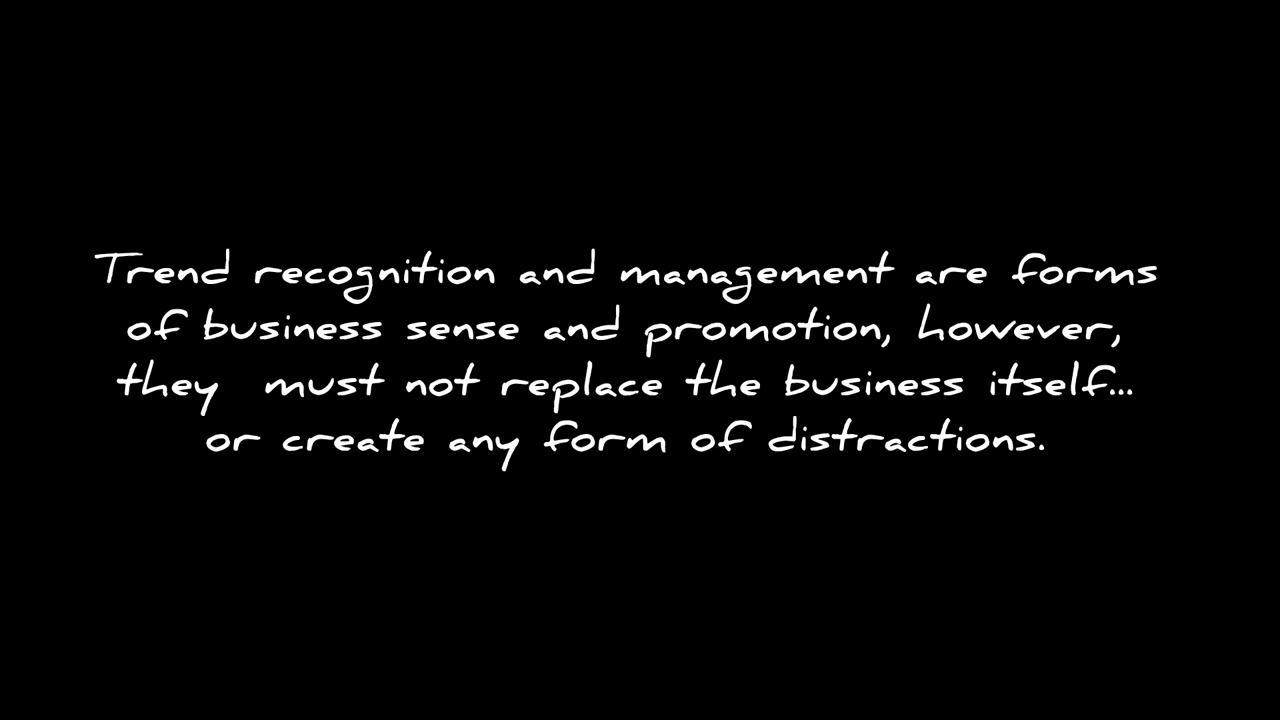 Trend recognition and management are forms
of business sense and promotion, however,
they  must not replace the business itself...
or create any form of distractions.